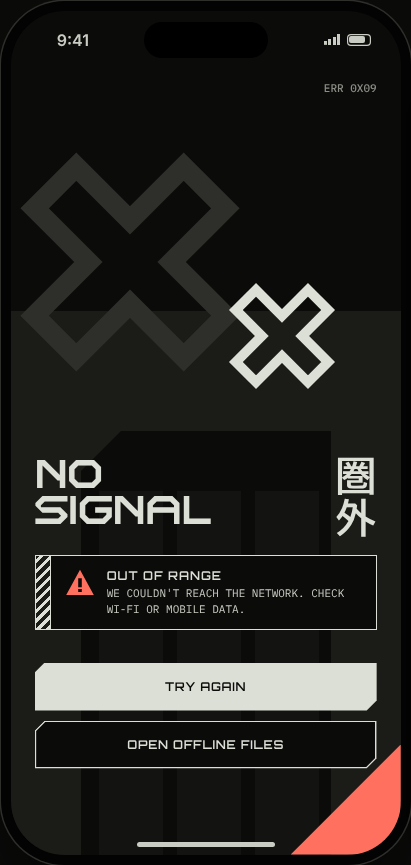 9:41
ERR 0X09
NO
SIGNAL
圏外
OUT OF RANGE
WE COULDN'T REACH THE NETWORK. CHECK
WI-FI OR MOBILE DATA.
TRY AGAIN
OPEN OFFLINE FILES